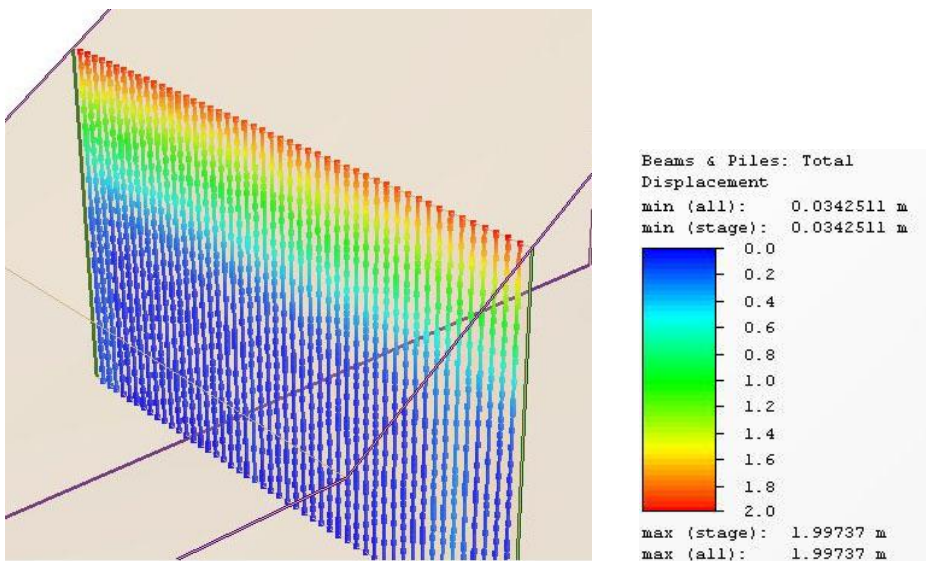 Beams & Piles: Total
Displacement
min (all): 0.0342511 m
min (stage): 0.0342511 m
0.0
0.2
0.4
0.6
0.8
1.0
1.2
1.4
1.6
1.8
2.0
max (stage): 1.99737 m
max (all): 1.99737 m